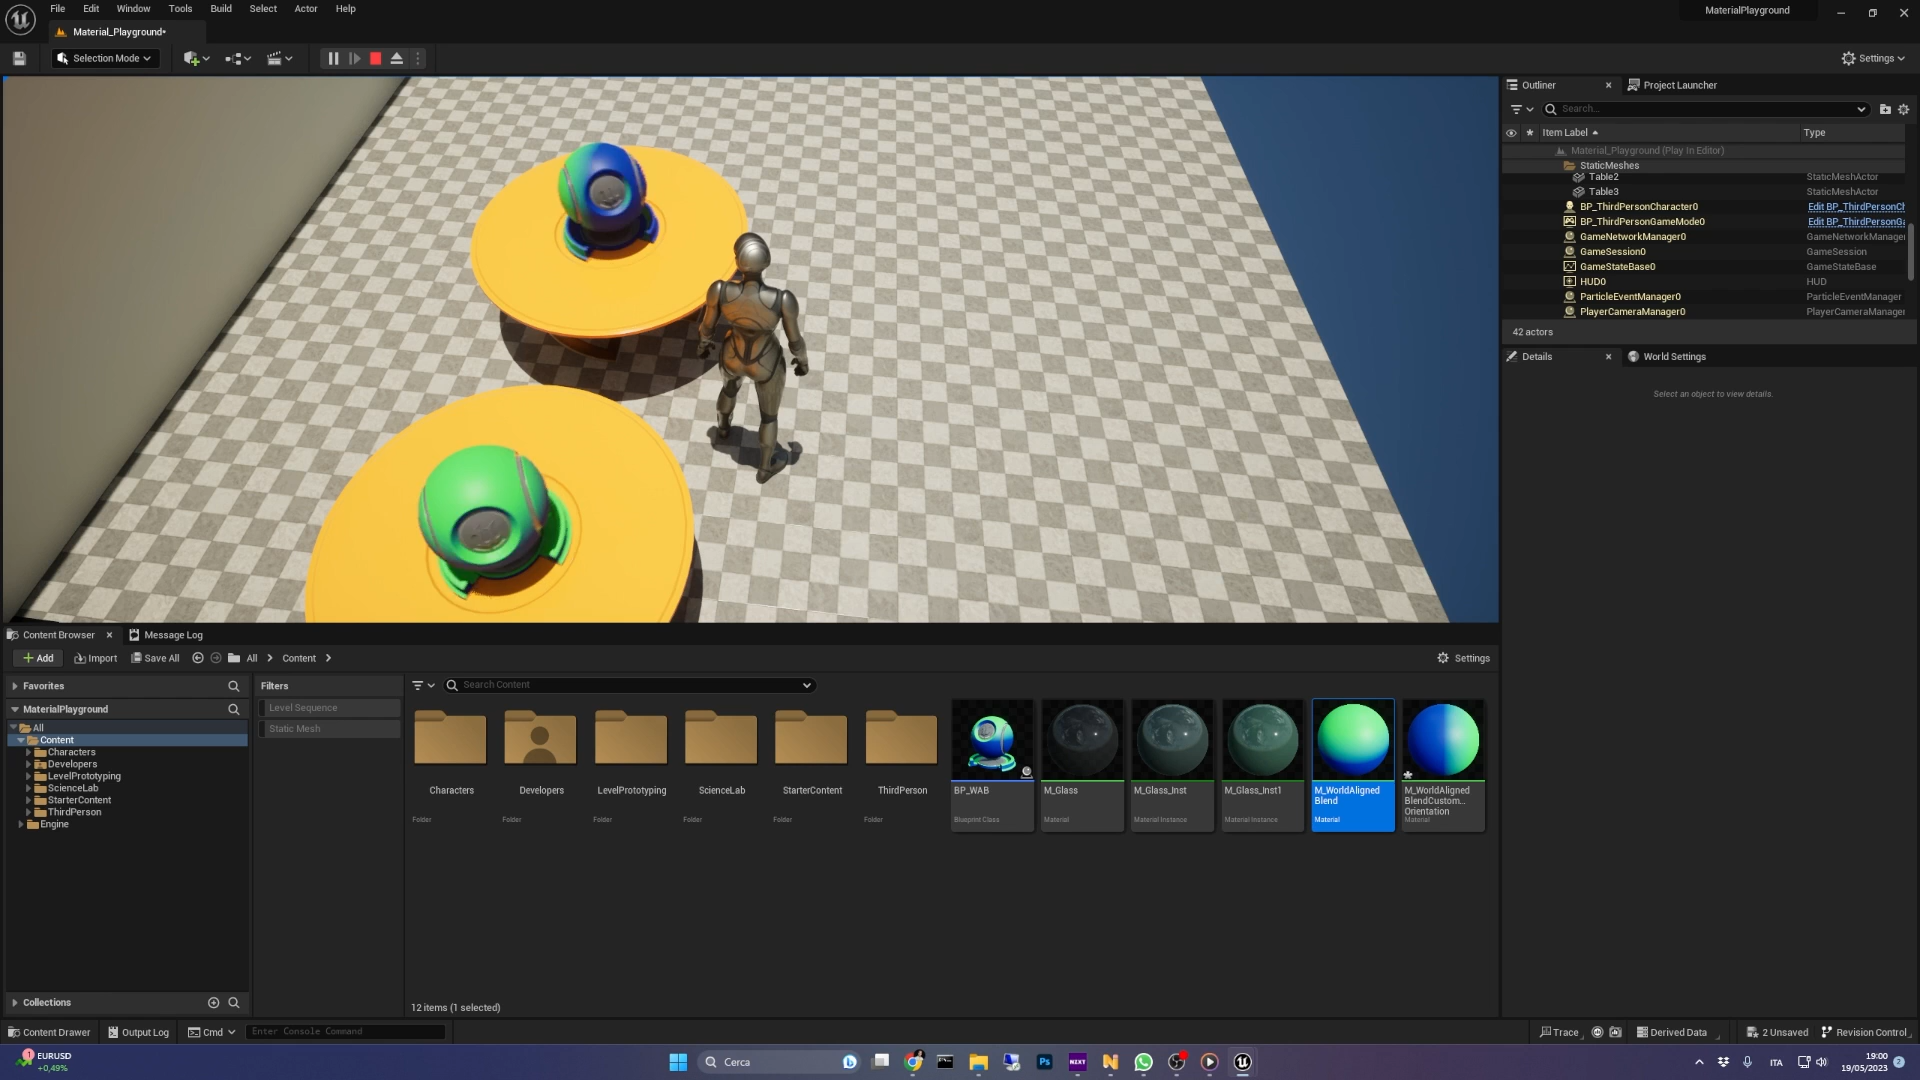 File Edit Window Tools Build Select Actor Help
MaterialPlayground
Material_Playground*
Selection Mode
Settings
Outliner
Project Launcher
Search...
Item Label
Type
Material_Playground (Play In Editor)
StaticMeshes
Table2 StaticMeshActor
Table3 StaticMeshActor
BP_ThirdPersonCharacter0 Edit BP_ThirdPersonCh
BP_ThirdPersonGameMode0 Edit BP_ThirdPersonGa
GameNetworkManager0 GameNetworkManager
GameSession0 GameSession
GameStateBase0 GameStateBase
HUD0 HUD
ParticleEventManager0 ParticleEventManager
PlayerCameraManager0 PlayerCameraManager
42 actors
Details
World Settings
Select an object to view details.
Content Browser
Message Log
Add Import Save All All Content
Settings
Favorites
MaterialPlayground
All
Content
Characters
Developers
LevelPrototyping
ScienceLab
StarterContent
ThirdPerson
Engine
Collections
Filters
Level Sequence
Static Mesh
Search Content
Characters
Folder
Developers
Folder
LevelPrototyping
Folder
ScienceLab
Folder
StarterContent
Folder
ThirdPerson
Folder
BP_WAB
Blueprint Class
M_Glass
Material
M_Glass_Inst
Material Instance
M_Glass_Inst1
Material Instance
M_WorldAligned
Blend
Material
M_WorldAligned
BlendCustom...
Orientation
Material
12 items (1 selected)
Content Drawer Output Log Cmd Enter Console Command
Trace Derived Data 2 Unsaved Revision Control
EURUSD
+0,49%
1
Cerca
Ps
NZXT
ITA
19:00
19/05/2023
2